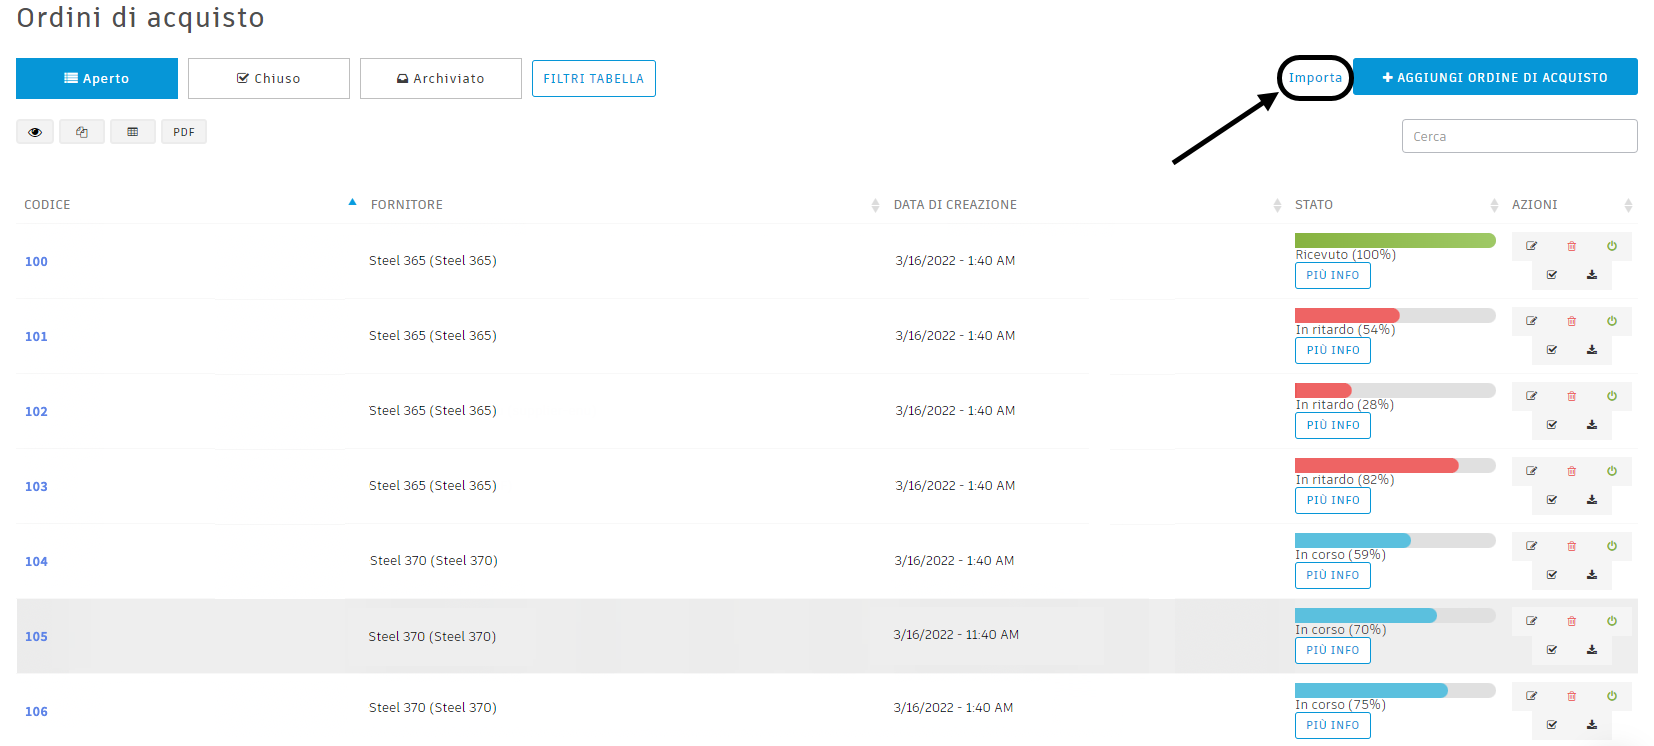 Ordini di acquisto
Aperto Chiuso Archiviato FILTRI TABELLA Importa AGGIUNGI ORDINE DI ACQUISTO
PDF Cerca
CODICE FORNITORE DATA DI CREAZIONE STATO AZIONI
100 Steel 365 (Steel 365) 3/16/2022 - 1:40 AM Ricevuto (100%)
PIÙ INFO
101 Steel 365 (Steel 365) 3/16/2022 - 1:40 AM In ritardo (54%)
PIÙ INFO
102 Steel 365 (Steel 365) 3/16/2022 - 1:40 AM In ritardo (28%)
PIÙ INFO
103 Steel 365 (Steel 365) 3/16/2022 - 1:40 AM In ritardo (82%)
PIÙ INFO
104 Steel 370 (Steel 370) 3/16/2022 - 1:40 AM In corso (59%)
PIÙ INFO
105 Steel 370 (Steel 370) 3/16/2022 - 11:40 AM In corso (70%)
PIÙ INFO
106 Steel 370 (Steel 370) 3/16/2022 - 1:40 AM In corso (75%)
PIÙ INFO